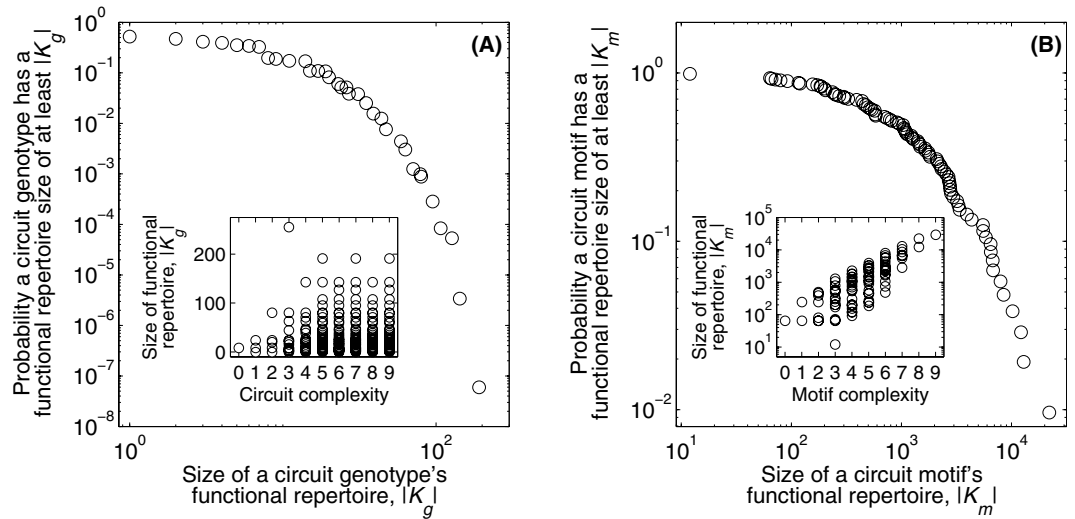 (A)
Probability a circuit genotype has a
functional repertoire size of at least |K_g|
10^0
10^-1
10^-2
10^-3
10^-4
10^-5
10^-6
10^-7
10^-8
10^0
10^2
Size of a circuit genotype's
functional repertoire, |K_g|
Size of functional
repertoire, |K_g|
200
100
0
0 1 2 3 4 5 6 7 8 9
Circuit complexity
(B)
Probability a circuit motif has a
functional repertoire size of at least |K_m|
10^0
10^-1
10^-2
10^1
10^2
10^3
10^4
Size of a circuit motif's
functional repertoire, |K_m|
Size of functional
repertoire, |K_m|
10^5
10^4
10^3
10^2
10^1
0 1 2 3 4 5 6 7 8 9
Motif complexity